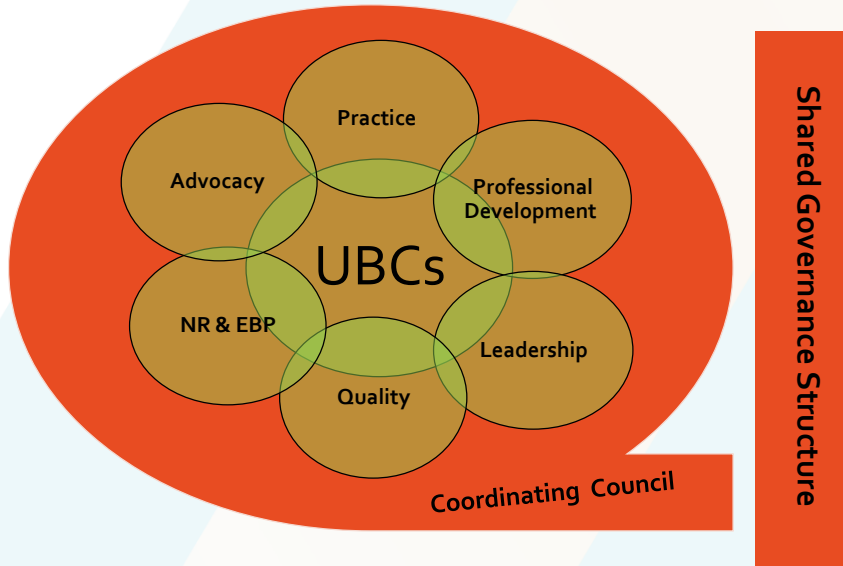 Practice
Advocacy
Professional
Development
UBCs
NR & EBP
Leadership
Quality
Coordinating Council
Shared Governance Structure